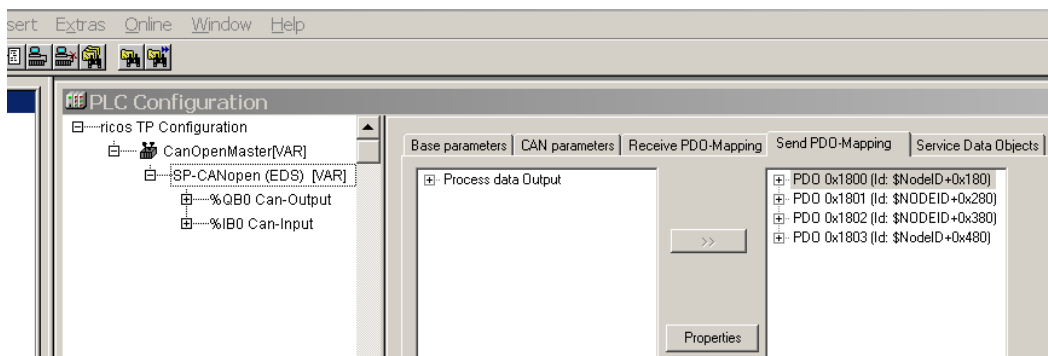 sert Extras Online Window Help
PLC Configuration
ricos TP Configuration
CanOpenMaster[VAR]
SP-CANopen (EDS) [VAR]
%QB0 Can-Output
%IB0 Can-Input
Base parameters CAN parameters Receive PDO-Mapping Send PDO-Mapping Service Data Objects
Process data Output
>>
Properties
PDO 0x1800 (Id: $NodeID+0x180)
PDO 0x1801 (Id: $NODEID+0x280)
PDO 0x1802 (Id: $NODEID+0x380)
PDO 0x1803 (Id: $NodeID+0x480)